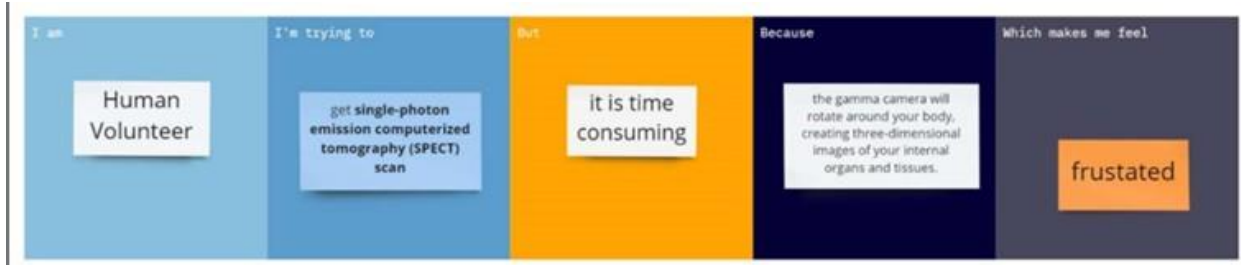 I am
Human
Volunteer
I'm trying to
get single-photon
emission computerized
tomography (SPECT)
scan
But
it is time
consuming
Because
the gamma camera will
rotate around your body,
creating three-dimensional
images of your internal
organs and tissues.
Which makes me feel
frustated